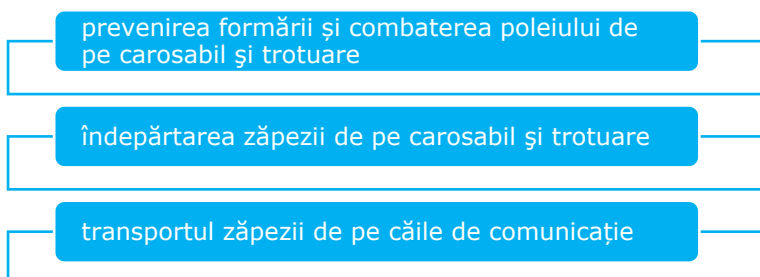 prevenirea formării și combaterea poleiului de
pe carosabil şi trotuare
îndepărtarea zăpezii de pe carosabil şi trotuare
transportul zăpezii de pe căile de comunicație